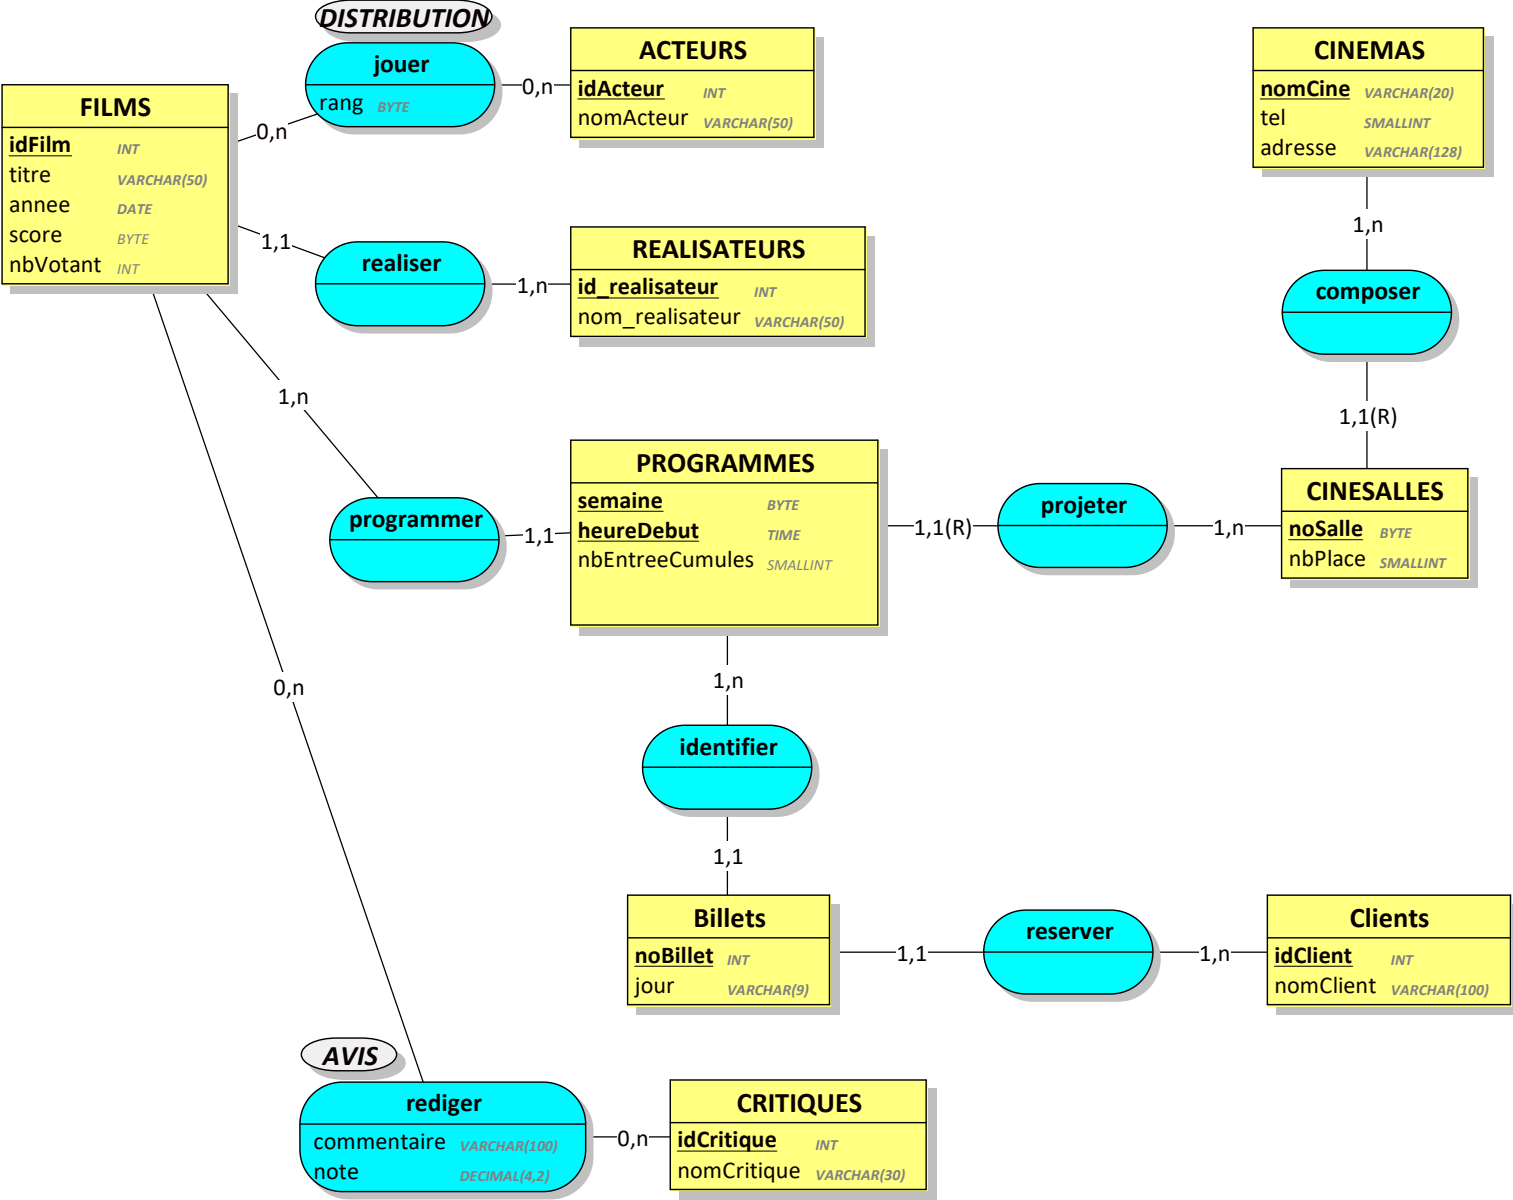 DISTRIBUTION
jouer
rang BYTE
0,n
0,n
ACTEURS
idActeur INT
nomActeur VARCHAR(50)
CINEMAS
nomCine VARCHAR(20)
tel SMALLINT
adresse VARCHAR(128)
FILMS
idFilm INT
titre VARCHAR(50)
annee DATE
score BYTE
nbVotant INT
1,1
realiser
1,n
REALISATEURS
id_realisateur INT
nom_realisateur VARCHAR(50)
1,n
composer
1,1(R)
1,n
programmer
1,1
PROGRAMMES
semaine BYTE
heureDebut TIME
nbEntreeCumules SMALLINT
1,1(R)
projeter
1,n
CINESALLES
noSalle BYTE
nbPlace SMALLINT
0,n
1,n
identifier
1,1
Billets
noBillet INT
jour VARCHAR(9)
1,1
reserver
1,n
Clients
idClient INT
nomClient VARCHAR(100)
AVIS
rediger
commentaire VARCHAR(100)
note DECIMAL(4,2)
0,n
CRITIQUES
idCritique INT
nomCritique VARCHAR(30)